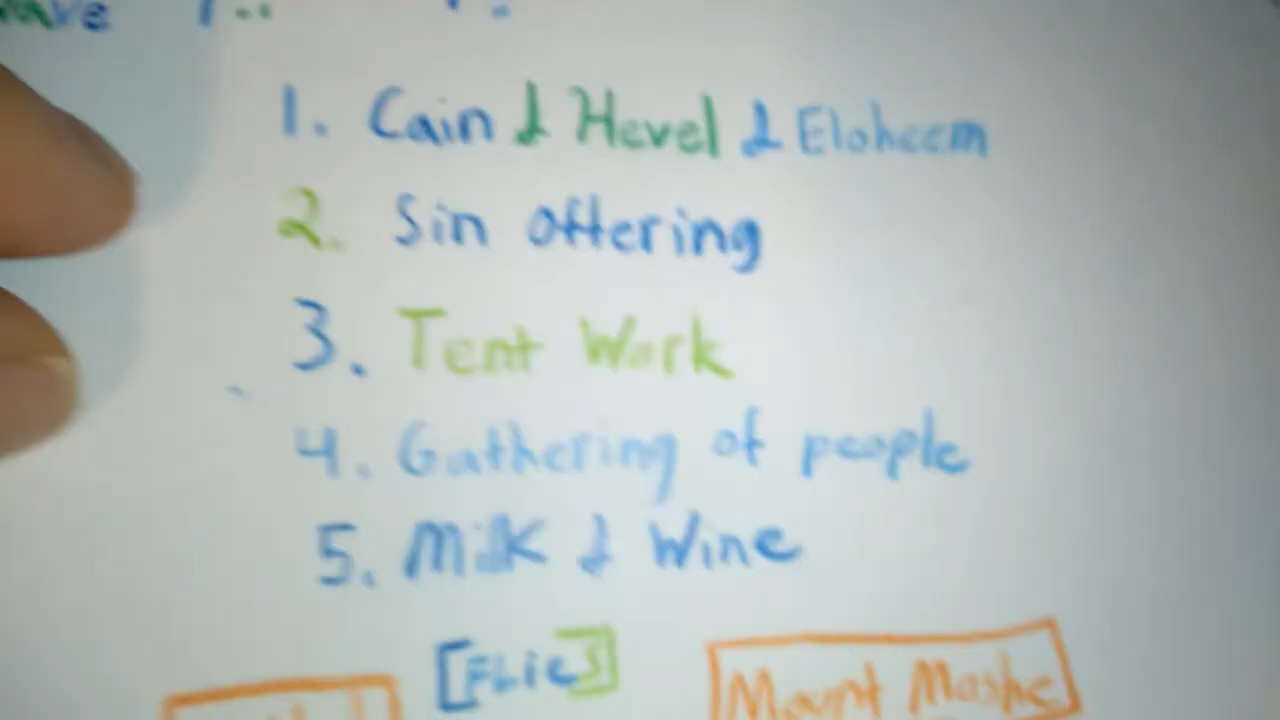 1. Cain & Hevel & Eloheem
2. Sin offering
3. Tent Work
4. Gathering of people
5. Milk & Wine
Mount Moshe